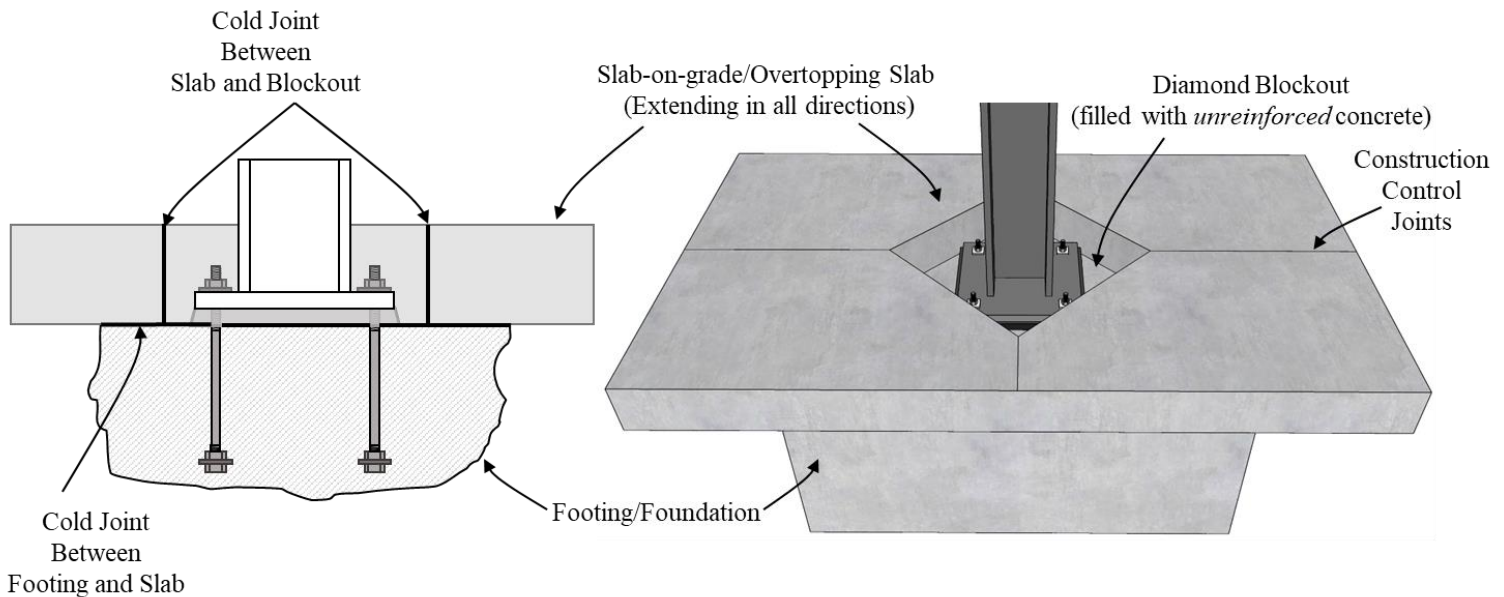 Cold Joint
Between
Slab and Blockout
Slab-on-grade/Overtopping Slab
(Extending in all directions)
Diamond Blockout
(filled with unreinforced concrete)
Construction
Control
Joints
Footing/Foundation
Cold Joint
Between
Footing and Slab